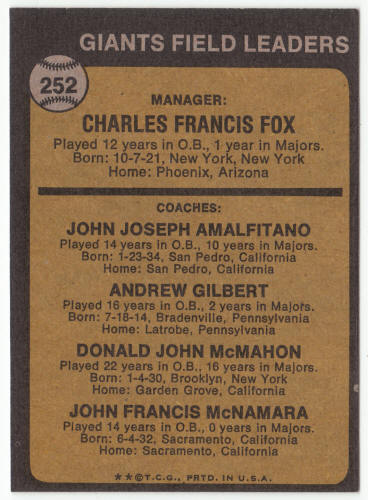 GIANTS FIELD LEADERS
252
MANAGER:
CHARLES FRANCIS FOX
Played 12 years in O.B., 1 year in Majors.
Born: 10-7-21, New York, New York
Home: Phoenix, Arizona
COACHES:
JOHN JOSEPH AMALFITANO
Played 14 years in O.B., 10 years in Majors.
Born: 1-23-34, San Pedro, California
Home: San Pedro, California
ANDREW GILBERT
Played 16 years in O.B., 2 years in Majors.
Born: 7-18-14, Bradenville, Pennsylvania
Home: Latrobe, Pennsylvania
DONALD JOHN McMAHON
Played 22 years in O.B., 16 years in Majors.
Born: 1-4-30, Brooklyn, New York
Home: Garden Grove, California
JOHN FRANCIS McNAMARA
Played 14 years in O.B., 0 years in Majors.
Born: 6-4-32, Sacramento, California
Home: Sacramento, California
★★©T.C.G., PRTD. IN U.S.A.